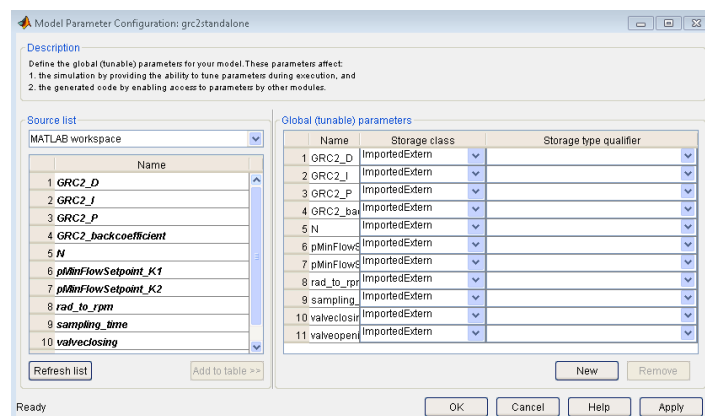 Model Parameter Configuration: grc2standalone
Description
Define the global (tunable) parameters for your model.These parameters affect:
1. the simulation by providing the ability to tune parameters during execution, and
2. the generated code by enabling access to parameters by other modules.
Source list
MATLAB workspace
Name
1 GRC2_D
2 GRC2_I
3 GRC2_P
4 GRC2_backcoefficient
5 N
6 pMinFlowSetpoint_K1
7 pMinFlowSetpoint_K2
8 rad_to_rpm
9 sampling_time
10 valveclosing
Refresh list
Add to table >>
Global (tunable) parameters
Name Storage class Storage type qualifier
1 GRC2_D ImportedExtern
2 GRC2_I ImportedExtern
3 GRC2_P ImportedExtern
4 GRC2_bac ImportedExtern
5 N ImportedExtern
6 pMinFlowS ImportedExtern
7 pMinFlowS ImportedExtern
8 rad_to_rpr ImportedExtern
9 sampling_ ImportedExtern
10 valveclosir ImportedExtern
11 valveopeni ImportedExtern
New Remove
Ready
OK Cancel Help Apply